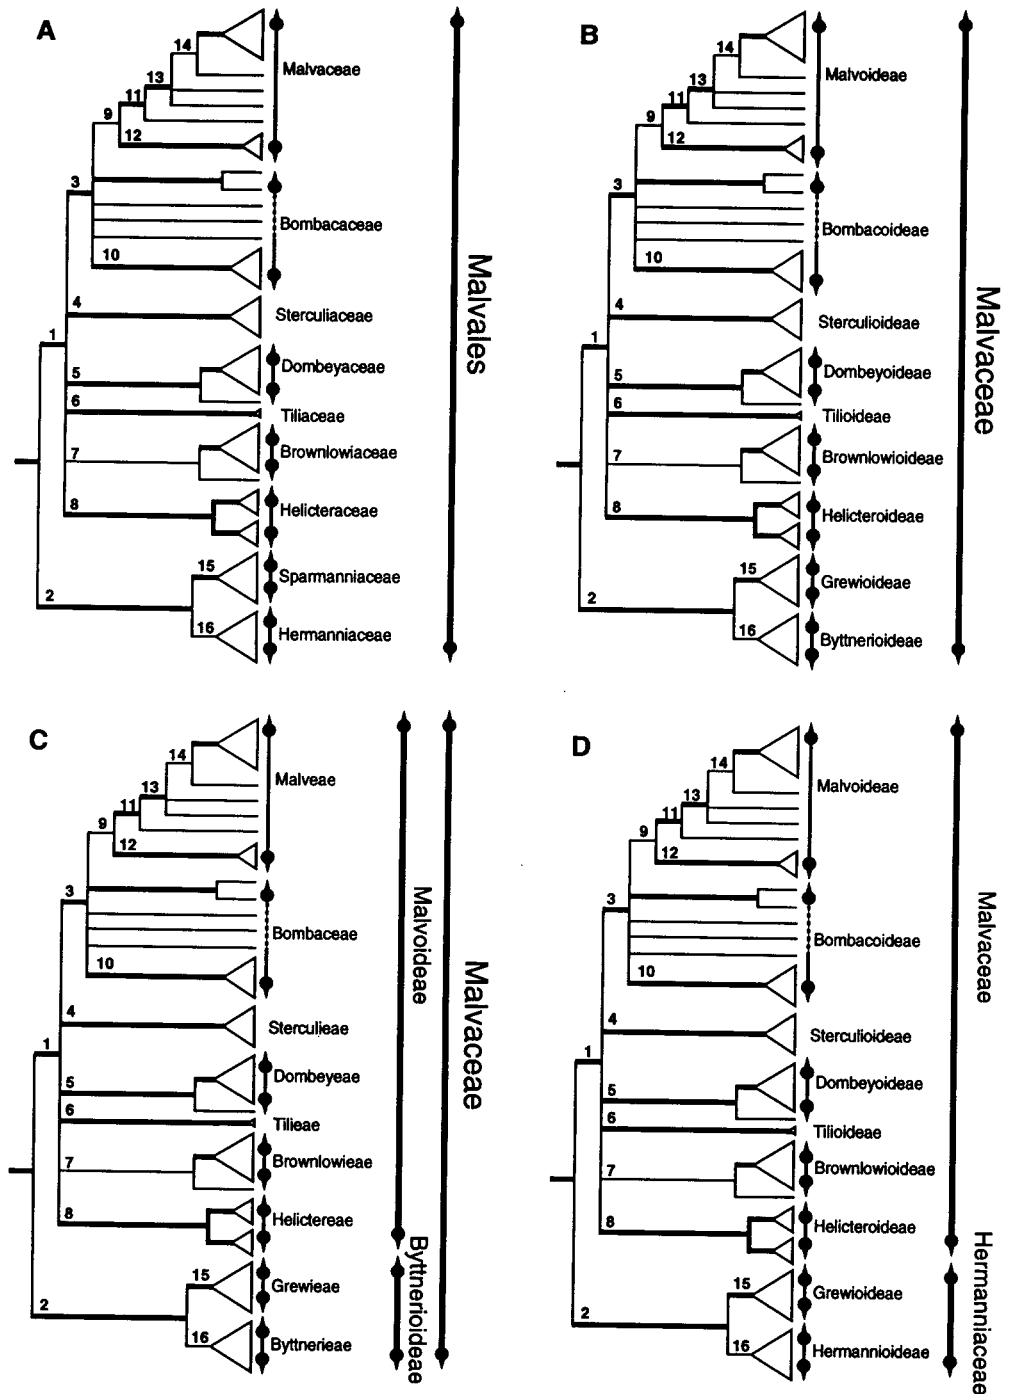 A
14
Malvaceae
13
11
9
12
3
Bombacaceae
10
4
Sterculiaceae
1
Dombeyaceae
5
6
Tiliaceae
7
Brownlowiaceae
8
Helicteraceae
15
Sparmanniaceae
2
16
Hermanniaceae
Malvales
B
14
Malvoideae
13
11
9
12
3
Bombacoideae
10
4
Sterculioideae
1
Dombeyoideae
5
6
Tilioideae
7
Brownlowioideae
8
Helicteroideae
15
Grewioideae
2
16
Byttnerioideae
Malvaceae
C
14
Malveae
13
11
9
12
3
Bombaceae
10
4
Sterculieae
1
Dombeyeae
5
6
Tilieae
7
Brownlowieae
8
Helictereae
15
Grewieae
2
16
Byttnerieae
Malvoideae
Byttnerioideae
Malvaceae
D
14
Malvoideae
13
11
9
12
3
Bombacoideae
10
4
Sterculioideae
1
Dombeyoideae
5
6
Tilioideae
7
Brownlowioideae
8
Helicteroideae
15
Grewioideae
2
16
Hermannioideae
Malvaceae
Hermanniaceae